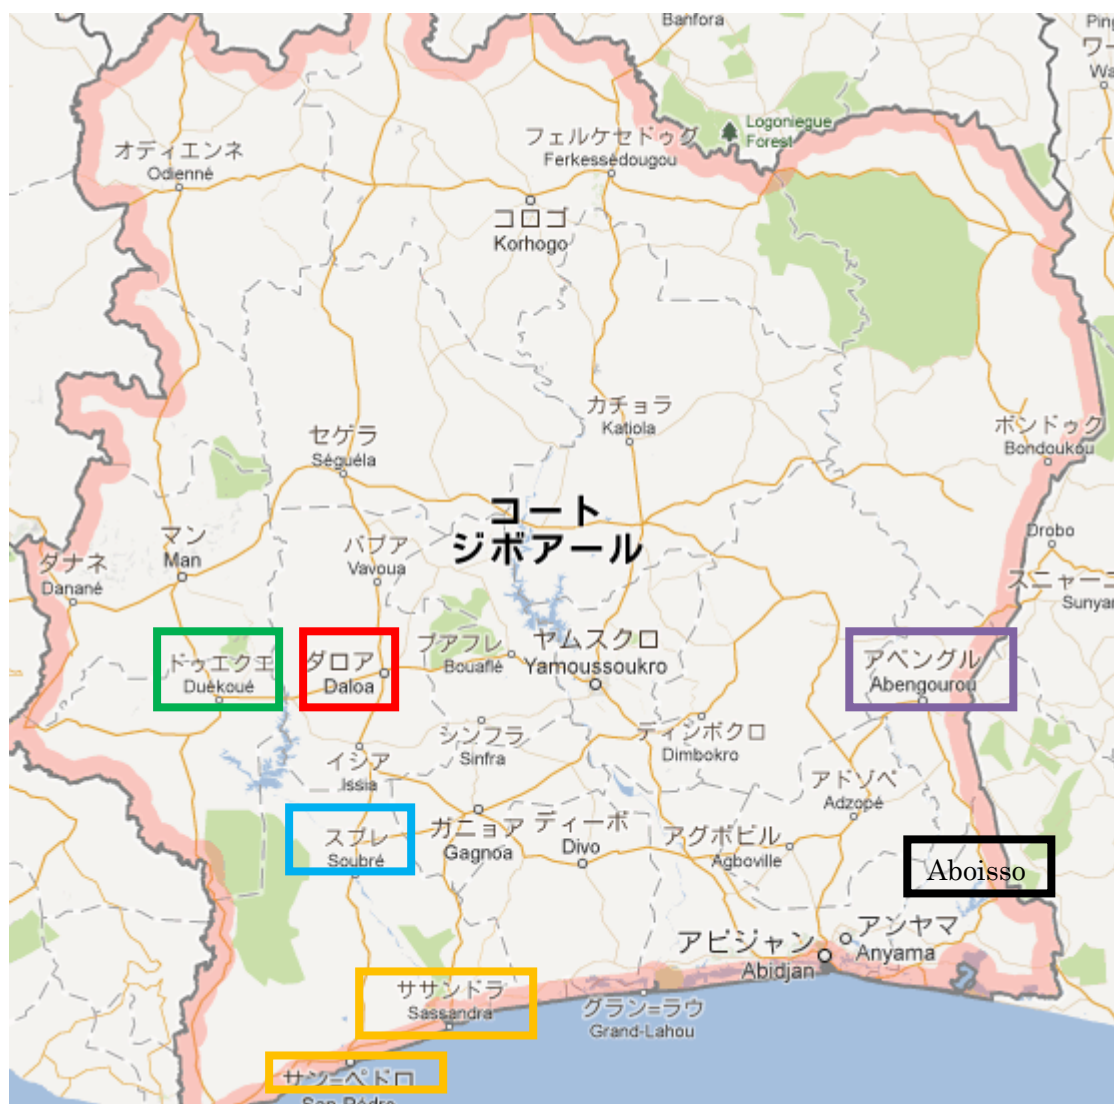 Banfora
Ping
ワー
Wa
Logoniegue
Forest
フェルケセドゥグ
Ferkessédougou
オディエンネ
Odienné
コロゴ
Korhogo
カチョラ
Katiola
ボンドゥク
Bondoukou
セゲラ
Séguéla
コート
ジボアール
マン
Man
バブア
Vavoua
Drobo
ダナネ
Danané
スニャーニ
Sunyan
ドゥエクエ
Duékoué
ダロア
Daloa
ブアフレ
Bouaflé
ヤムスクロ
Yamoussoukro
アベングル
Abengourou
シンフラ
Sinfra
ディンボクロ
Dimbokro
イシア
Issia
アドゾペ
Adzopé
スブレ
Soubré
ガニョア
Gagnoa
ディーボ
Divo
アグボビル
Agboville
Aboisso
アビジャン
Abidjan
アンヤマ
Anyama
ササンドラ
Sassandra
グラン=ラウ
Grand-Lahou
サン=ペドロ
San-Pédro